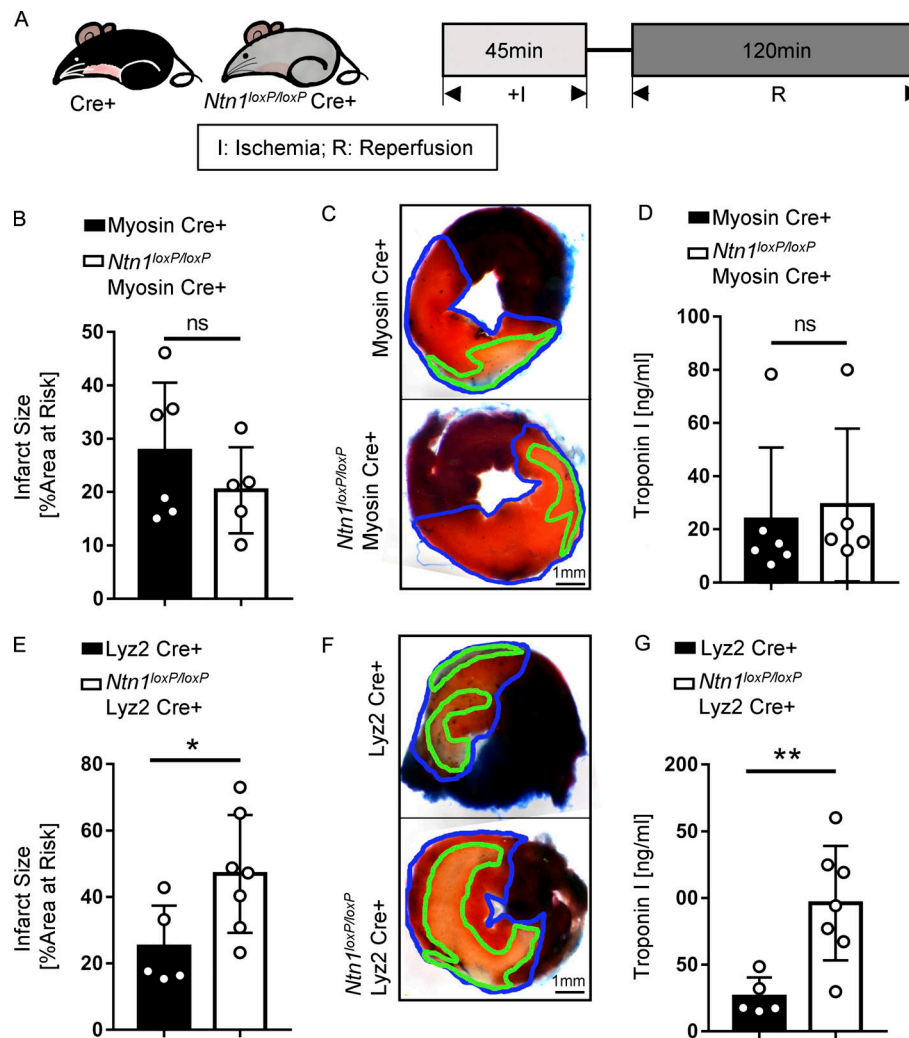 A
45min
120min
Cre+
Ntn1loxP/loxP Cre+
+I
R
I: Ischemia; R: Reperfusion
B
Myosin Cre+
Ntn1loxP/loxP
Myosin Cre+
50
40
30
20
10
0
Infarct Size
[%Area at Risk]
ns
C
Myosin Cre+
Ntn1loxP/loxP
Myosin Cre+
1mm
D
Myosin Cre+
Ntn1loxP/loxP
Myosin Cre+
100
80
60
40
20
0
Troponin I [ng/ml]
ns
E
Lyz2 Cre+
Ntn1loxP/loxP
Lyz2 Cre+
80
60
40
20
0
Infarct Size
[%Area at Risk]
*
F
Lyz2 Cre+
Ntn1loxP/loxP
Lyz2 Cre+
1mm
G
Lyz2 Cre+
Ntn1loxP/loxP
Lyz2 Cre+
200
50
00
50
0
Troponin I [ng/ml]
**